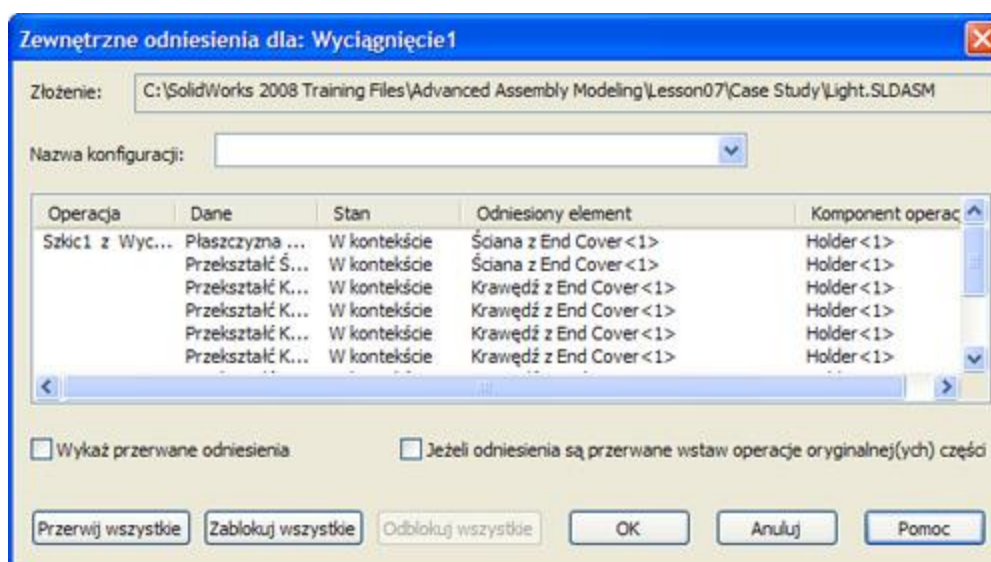 Zewnętrzne odniesienia dla: Wyciągnięcie1
Złożenie: C:\SolidWorks 2008 Training Files\Advanced Assembly Modeling\Lesson07\Case Study\Light.SLDASM
Nazwa konfiguracji:
Operacja Dane Stan Odniesiony element Komponent operac
Szkic1 z Wyc... Płaszczyzna ... W kontekście Ściana z End Cover<1> Holder<1>
Przekształć Ś... W kontekście Ściana z End Cover<1> Holder<1>
Przekształć K... W kontekście Krawędź z End Cover<1> Holder<1>
Przekształć K... W kontekście Krawędź z End Cover<1> Holder<1>
Przekształć K... W kontekście Krawędź z End Cover<1> Holder<1>
Przekształć K... W kontekście Krawędź z End Cover<1> Holder<1>
Wykaż przerwane odniesienia Jeżeli odniesienia są przerwane wstaw operacje oryginalnej(ych) części
Przerwij wszystkie Zablokuj wszystkie Odblokuj wszystkie OK Anuluj Pomoc